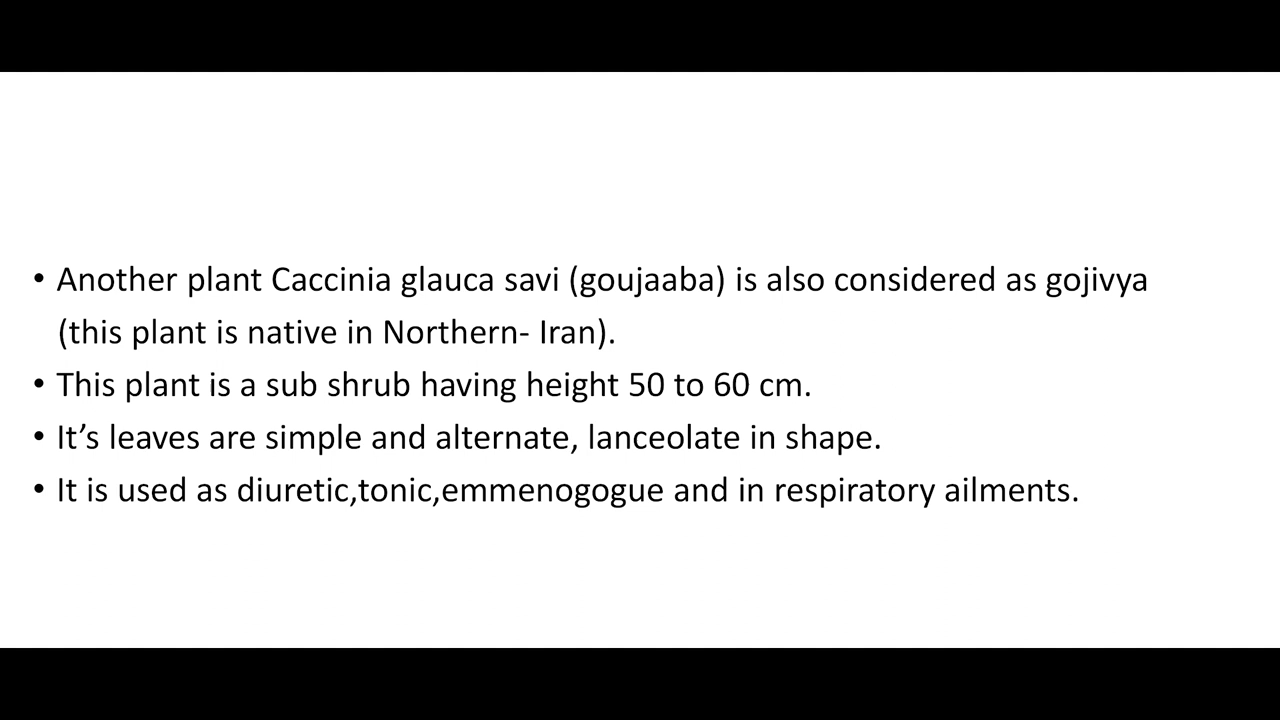 • Another plant Caccinia glauca savi (goujaaba) is also considered as gojivya
(this plant is native in Northern- Iran).
• This plant is a sub shrub having height 50 to 60 cm.
• It’s leaves are simple and alternate, lanceolate in shape.
• It is used as diuretic,tonic,emmenogogue and in respiratory ailments.